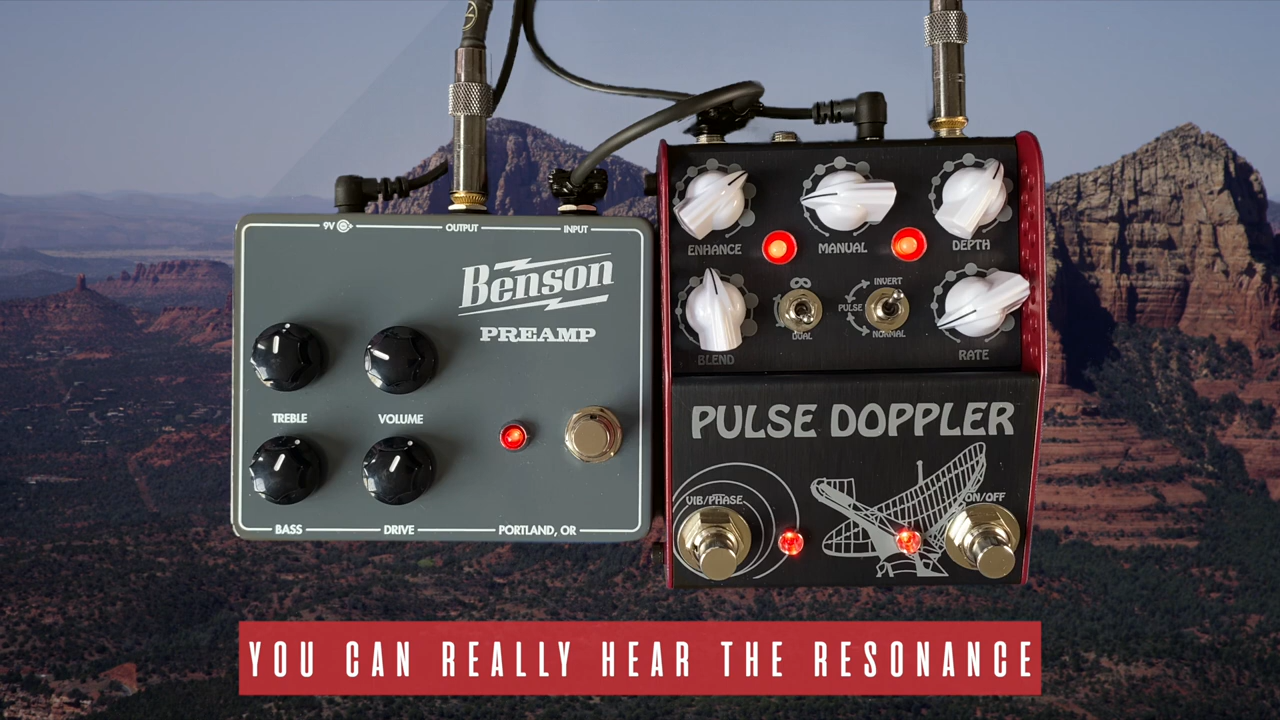 9V
OUTPUT
INPUT
Benson
PREAMP
TREBLE
VOLUME
BASS
DRIVE
PORTLAND, OR
ENHANCE
MANUAL
DEPTH
∞
PULSE
DUAL
INVERT
NORMAL
BLEND
RATE
PULSE DOPPLER
VIB/PHASE
ON/OFF
YOU CAN REALLY HEAR THE RESONANCE